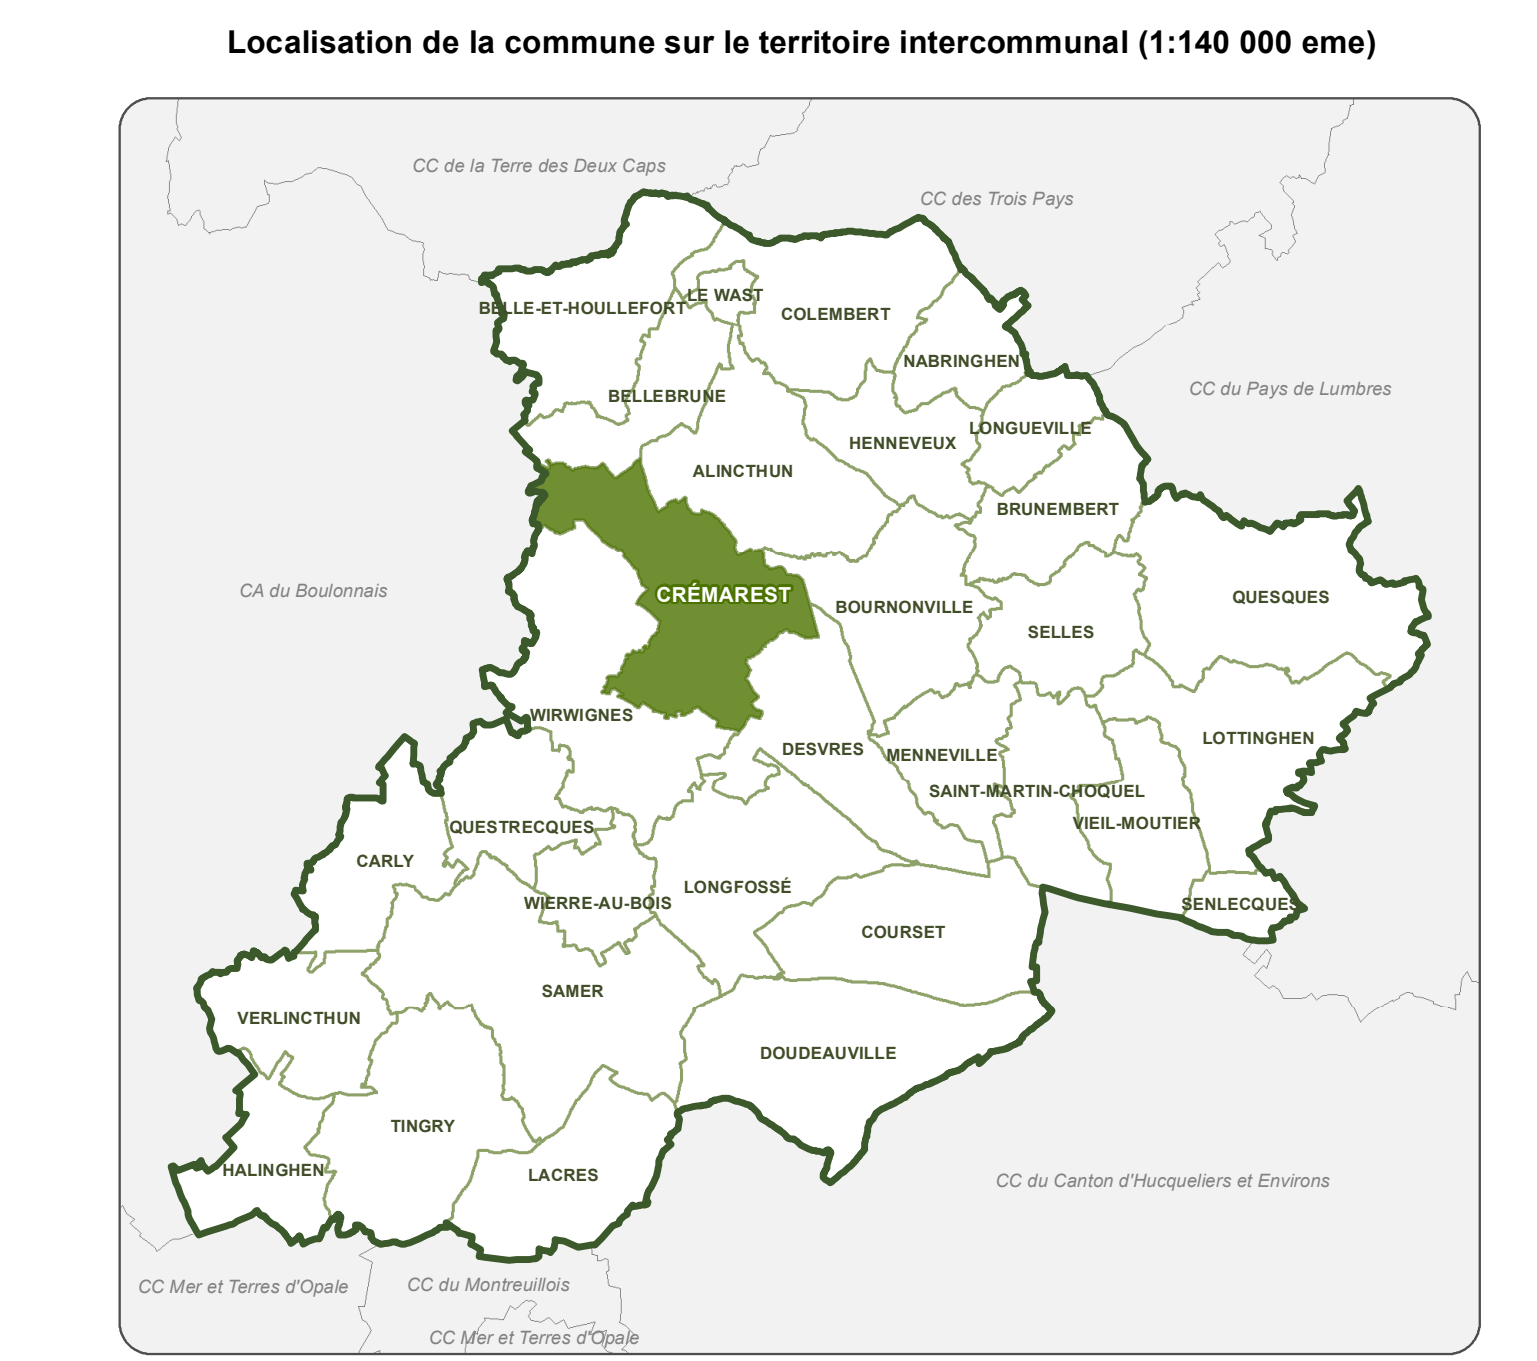 Localisation de la commune sur le territoire intercommunal (1:140 000 eme)
CC de la Terre des Deux Caps
CC des Trois Pays
LE WAST
BELLE-ET-HOULLEFORT
COLEMBERT
NABRINGHEN
CC du Pays de Lumbres
BELLEBRUNE
LONGUEVILLE
HENNEVEUX
ALINCTHUN
BRUNEMBERT
CA du Boulonnais
CRÉMAREST
QUESQUES
BOURNONVILLE
SELLES
WIRWIGNES
LOTTINGHEN
DESVRES
MENNEVILLE
SAINT-MARTIN-CHOQUEL
VIEIL-MOUTIER
QUESTRECQUES
CARLY
LONGFOSSÉ
WIERRE-AU-BOIS
SENLECQUES
COURSET
SAMER
VERLINCTHUN
DOUDEAUVILLE
TINGRY
HALINGHEN
LACRES
CC du Canton d'Hucqueliers et Environs
CC Mer et Terres d'Opale
CC du Montreuillois
CC Mer et Terres d'Opale